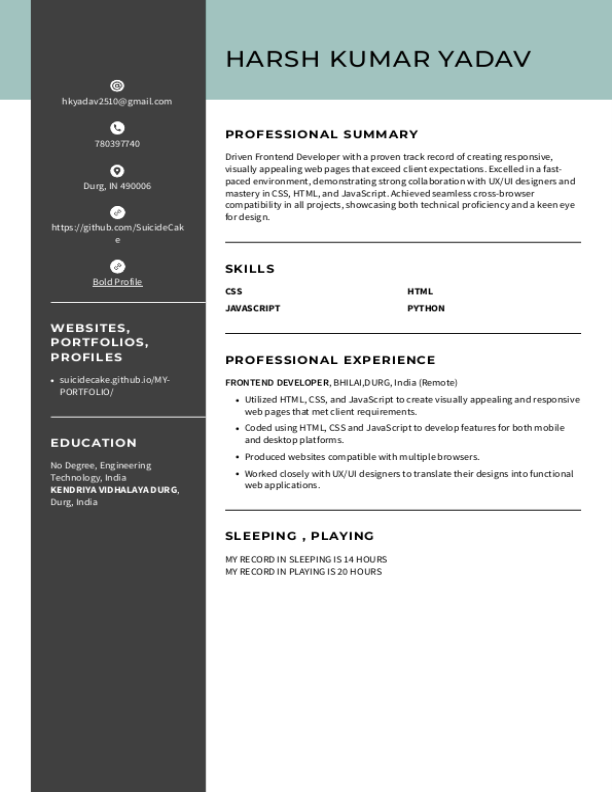 HARSH KUMAR YADAV
hkyadav2510@gmail.com
780397740
Durg, IN 490006
https://github.com/SuicideCak
e
Bold Profile
WEBSITES,
PORTFOLIOS,
PROFILES
• suicidecake.github.io/MY-
PORTFOLIO/
EDUCATION
No Degree, Engineering
Technology, India
KENDRIYA VIDHALAYA DURG,
Durg, India
PROFESSIONAL SUMMARY
Driven Frontend Developer with a proven track record of creating responsive,
visually appealing web pages that exceed client expectations. Excelled in a fast-
paced environment, demonstrating strong collaboration with UX/UI designers and
mastery in CSS, HTML, and JavaScript. Achieved seamless cross-browser
compatibility in all projects, showcasing both technical proficiency and a keen eye
for design.
SKILLS
CSS HTML
JAVASCRIPT PYTHON
PROFESSIONAL EXPERIENCE
FRONTEND DEVELOPER, BHILAI,DURG, India (Remote)
• Utilized HTML, CSS, and JavaScript to create visually appealing and responsive
web pages that met client requirements.
• Coded using HTML, CSS and JavaScript to develop features for both mobile
and desktop platforms.
• Produced websites compatible with multiple browsers.
• Worked closely with UX/UI designers to translate their designs into functional
web applications.
SLEEPING , PLAYING
MY RECORD IN SLEEPING IS 14 HOURS
MY RECORD IN PLAYING IS 20 HOURS